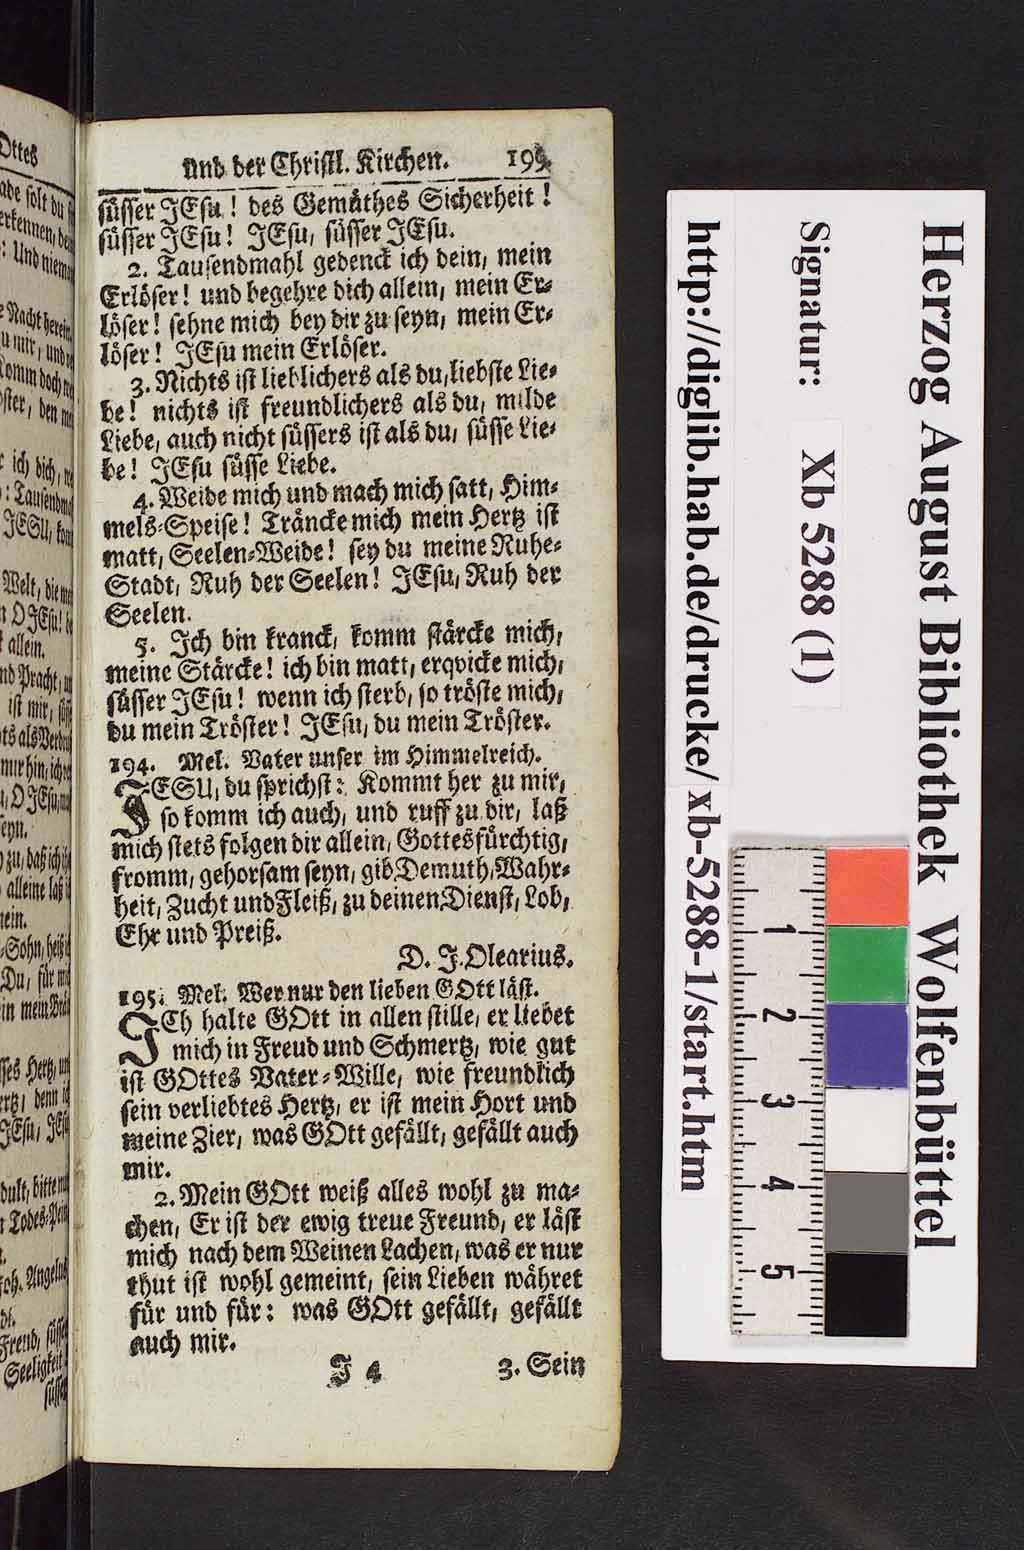 und der Christl. Kirchen. 199
süsser JEsu! des Gemüthes Sicherheit!
süsser JEsu! JEsu, süsser JEsu.
2. Tausendmahl gedenck ich dein, mein
Erlöser! und begehre dich allein, mein Er-
löser! sehne mich bey dir zu seyn, mein Er-
löser! JEsu mein Erlöser.
3. Nichts ist lieblichers als du, liebste Lie-
be! nichts ist freundlichers als du, milde
Liebe, auch nicht süssers ist als du, süsse Lie-
be! JEsu süsse Liebe.
4. Weide mich und mach mich satt, Him-
mels-Speise! Träncke mich mein Hertz ist
matt, Seelen-Weide! sey du meine Ruhe-
Stadt, Ruh der Seelen! JEsu, Ruh der
Seelen.
5. Ich bin kranck, komm stärcke mich,
meine Stärcke! ich bin matt, erqvicke mich,
süsser JEsu! wenn ich sterb, so tröste mich,
du mein Tröster! JEsu, du mein Tröster.
194. Mel. Vater unser im Himmelreich.
JESU, du sprichst: Kommt her zu mir,
so komm ich auch, und ruff zu dir, laß
mich stets folgen dir allein, Gottesfürchtig,
fromm, gehorsam seyn, gib Demuth, Wahr-
heit, Zucht und Fleiß, zu deinen Dienst, Lob,
Ehr und Preiß.
D. J. Olearius.
195. Mel. Wer nur den lieben GOtt läst.
ICh halte GOtt in allen stille, er liebet
mich in Freud und Schmertz, wie gut
ist GOttes Vater-Wille, wie freundlich
sein verliebtes Hertz, er ist mein Hort und
meine Zier, was GOtt gefällt, gefällt auch
mir.
2. Mein GOtt weiß alles wohl zu ma-
chen, Er ist der ewig treue Freund, er läst
mich nach dem Weinen Lachen, was er nur
thut ist wohl gemeint, sein Lieben währet
für und für: was GOtt gefällt, gefällt
auch mir.
J 4 3. Sein
Herzog August Bibliothek Wolfenbüttel
Signatur: Xb 5288 (1)
http://diglib.hab.de/drucke/xb-5288-1/start.htm
1
2
3
4
5